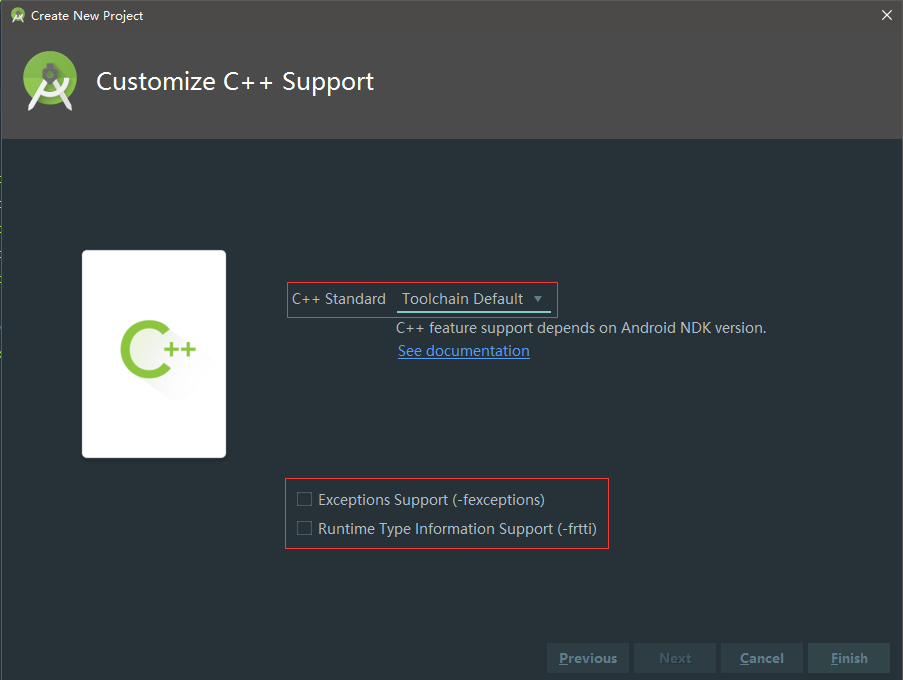 Create New Project
Customize C++ Support
C++
C++ Standard Toolchain Default
C++ feature support depends on Android NDK version.
See documentation
Exceptions Support (-fexceptions)
Runtime Type Information Support (-frtti)
Previous Next Cancel Finish